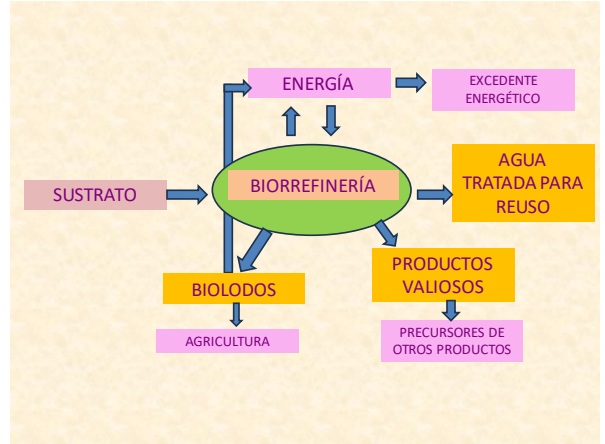 ENERGÍA
EXCEDENTE
ENERGÉTICO
SUSTRATO
BIORREFINERÍA
AGUA
TRATADA PARA
REUSO
BIOLODOS
PRODUCTOS
VALIOSOS
AGRICULTURA
PRECURSORES DE
OTROS PRODUCTOS